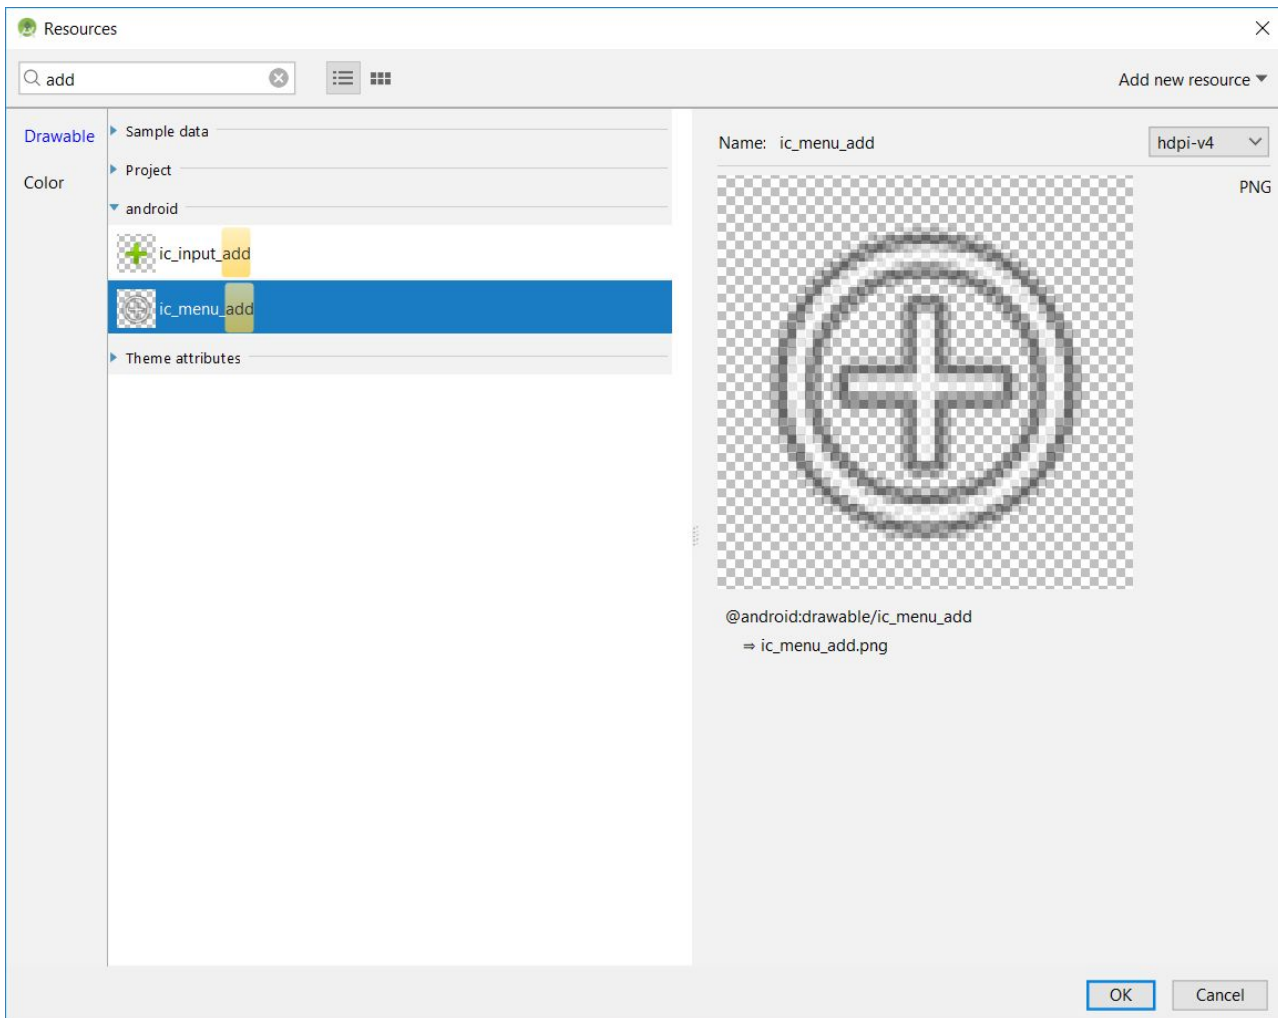 Resources
add
Add new resource
Drawable
Color
Sample data
Project
android
ic_input_add
ic_menu_add
Theme attributes
Name: ic_menu_add
hdpi-v4
PNG
@android:drawable/ic_menu_add
⇒ ic_menu_add.png
OK
Cancel